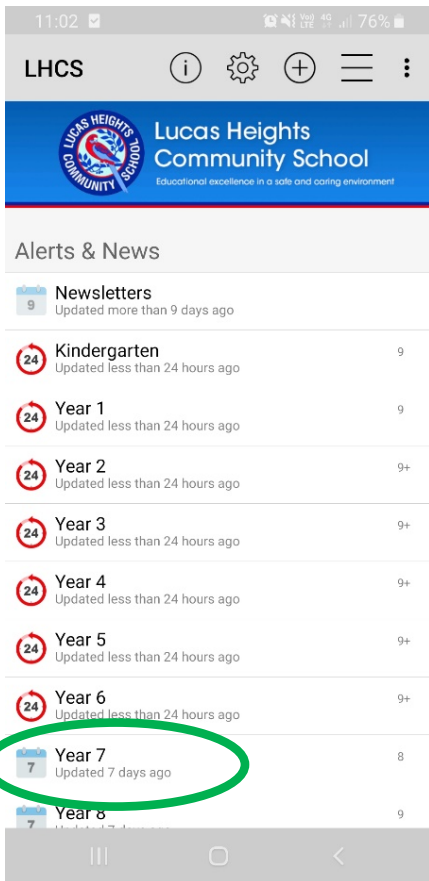 11:02 VoD LTE 4G 76%
LHCS
LUCAS HEIGHTS COMMUNITY SCHOOL
Lucas Heights
Community School
Educational excellence in a safe and caring environment
Alerts & News
9 Newsletters
Updated more than 9 days ago
24 Kindergarten 9
Updated less than 24 hours ago
24 Year 1 9
Updated less than 24 hours ago
24 Year 2 9+
Updated less than 24 hours ago
24 Year 3 9+
Updated less than 24 hours ago
24 Year 4 9+
Updated less than 24 hours ago
24 Year 5 9+
Updated less than 24 hours ago
24 Year 6 9+
Updated less than 24 hours ago
7 Year 7 8
Updated 7 days ago
7 Year 8 9